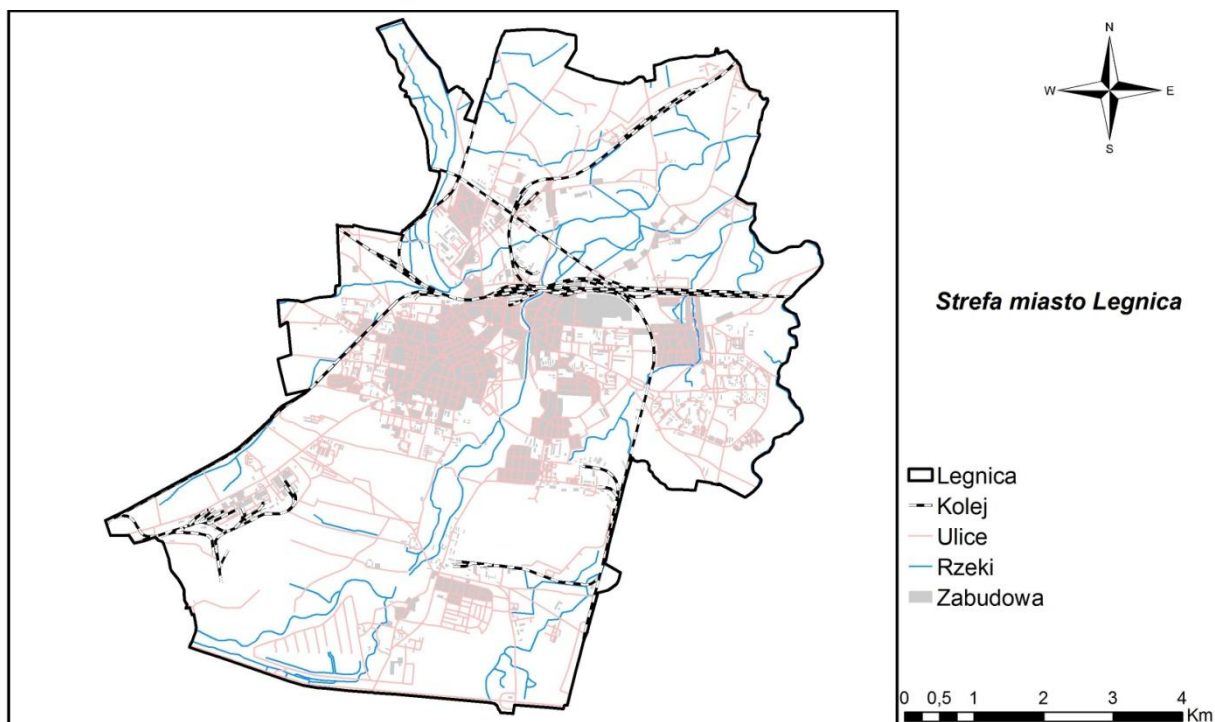 N
W E
S
Strefa miasto Legnica
Legnica
Kolej
Ulice
Rzeki
Zabudowa
0 0,5 1 2 3 4
Km